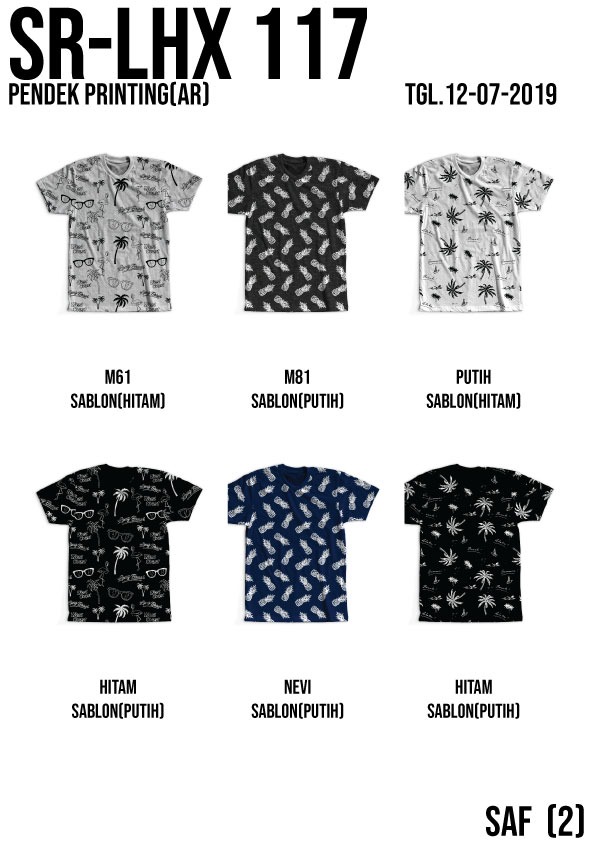 SR-LHX 117
PENDEK PRINTING(AR)
TGL.12-07-2019
M61
SABLON(HITAM)
M81
SABLON(PUTIH)
PUTIH
SABLON(HITAM)
HITAM
SABLON(PUTIH)
NEVI
SABLON(PUTIH)
HITAM
SABLON(PUTIH)
SAF (2)